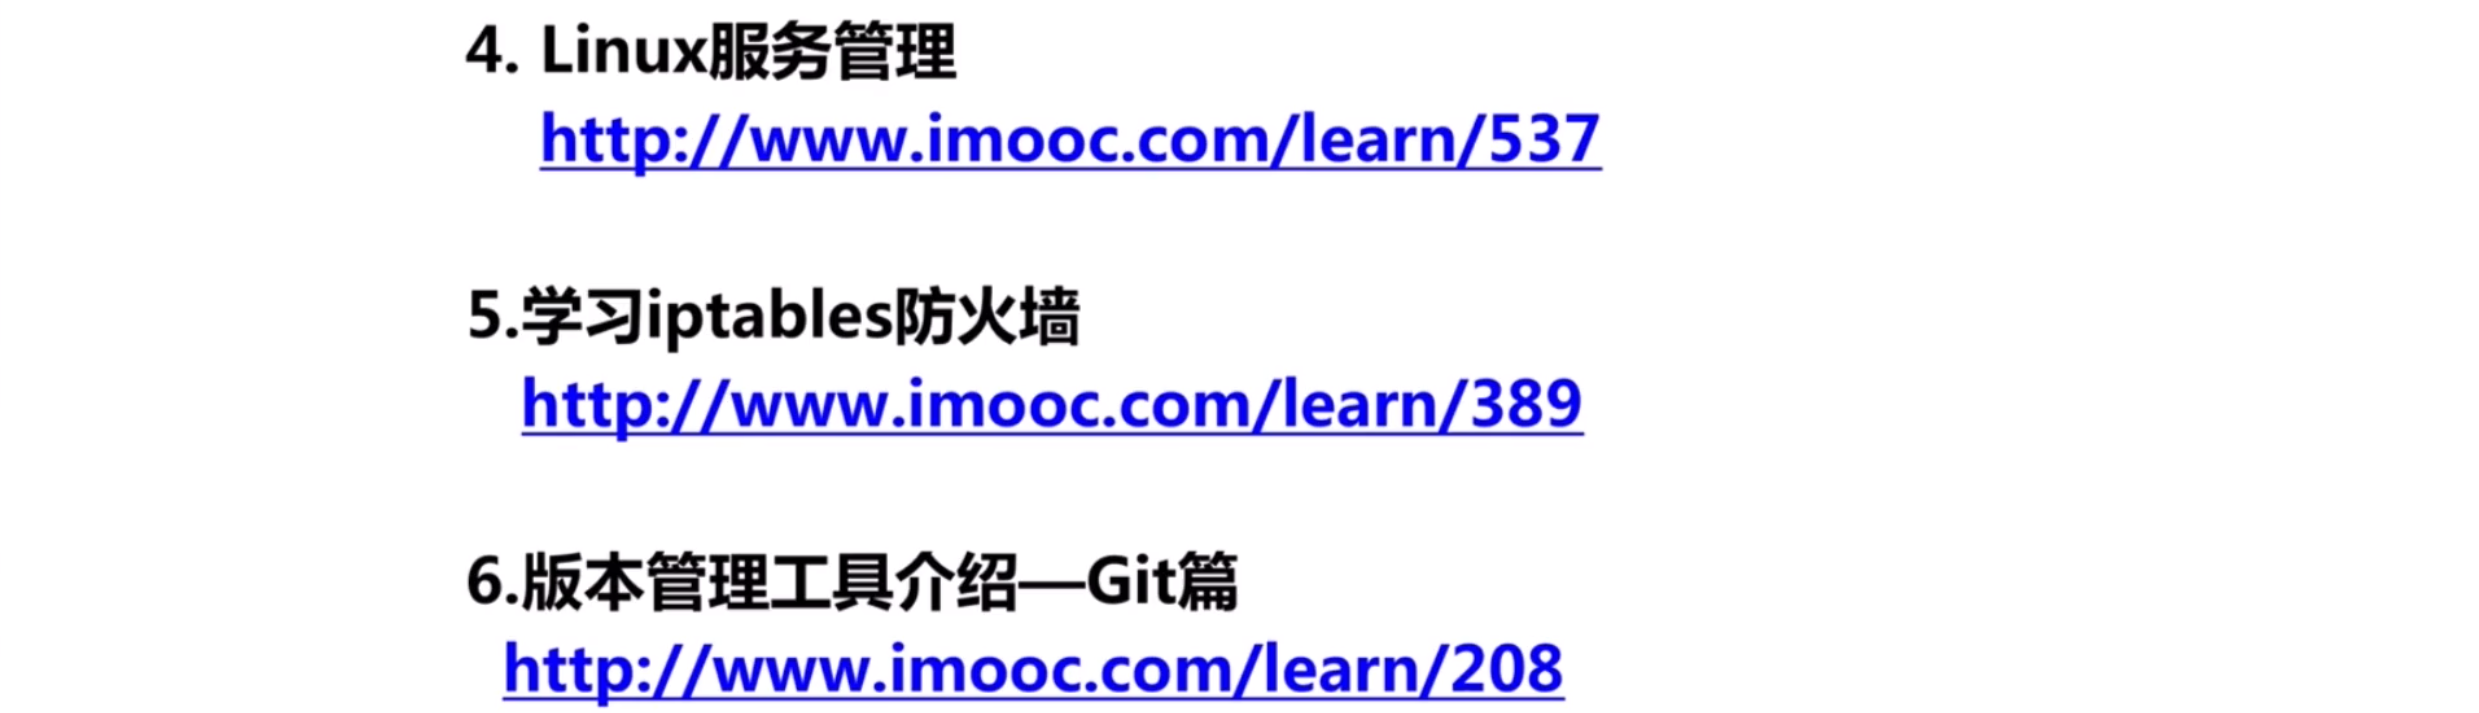 4. Linux服务管理
http://www.imooc.com/learn/537
5.学习iptables防火墙
http://www.imooc.com/learn/389
6.版本管理工具介绍—Git篇
http://www.imooc.com/learn/208